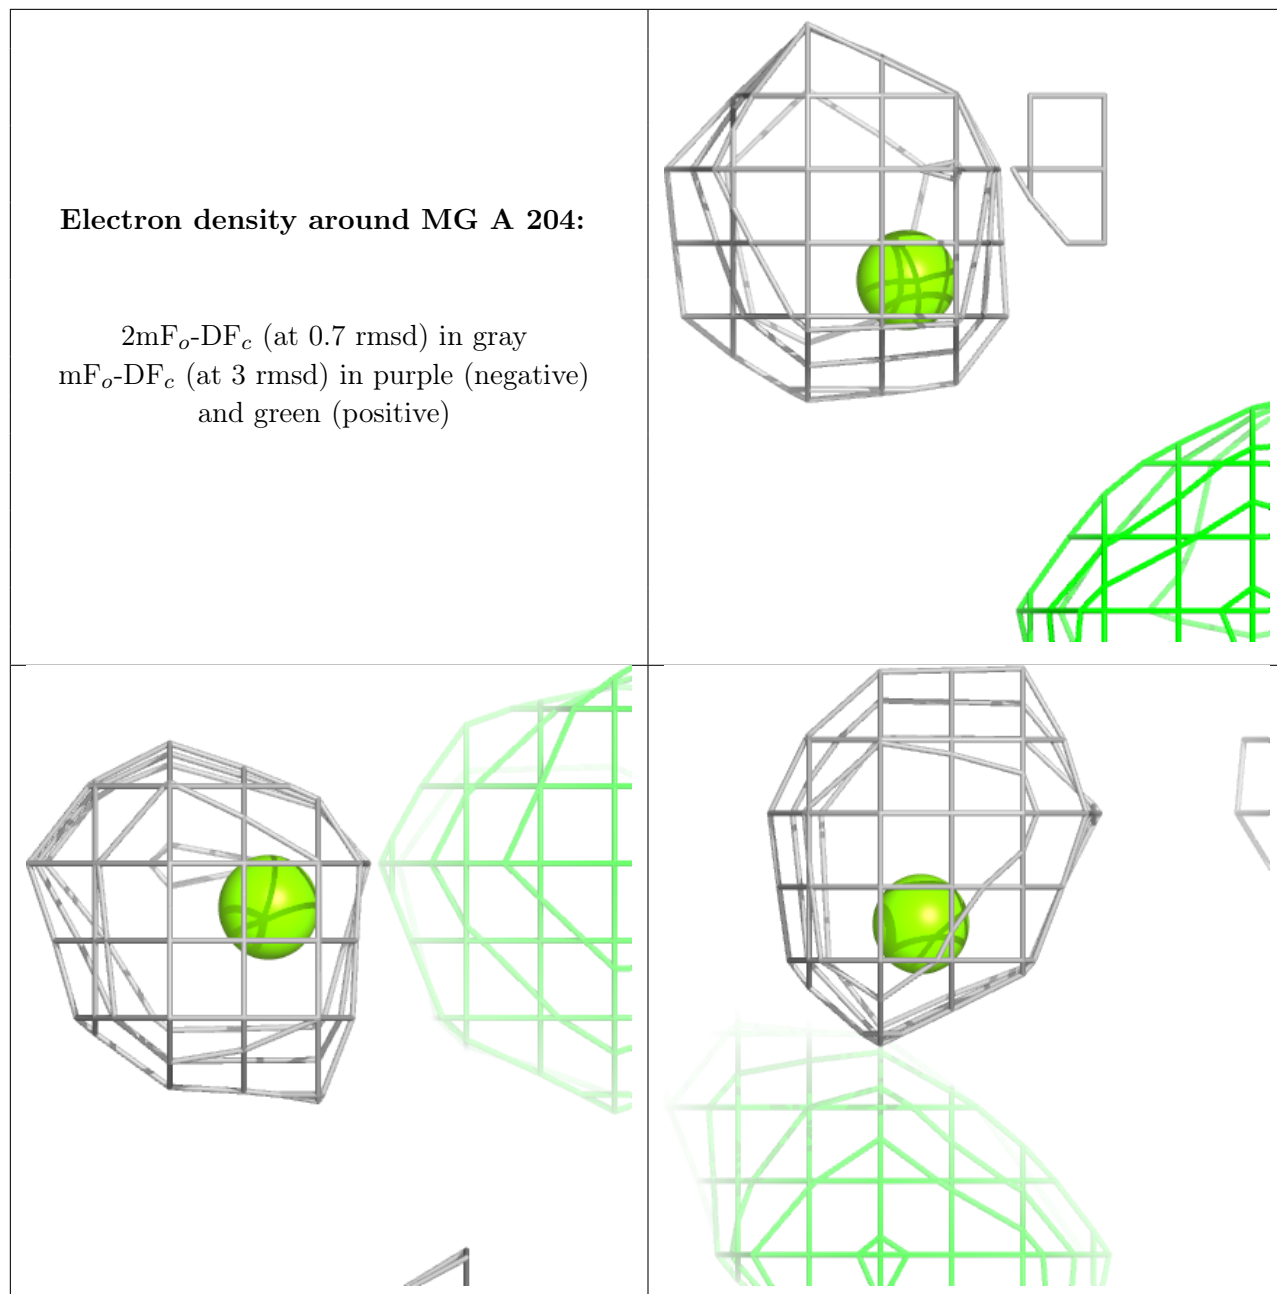 Electron density around MG A 204:
2mFₒ-DF𝒸 (at 0.7 rmsd) in gray
mFₒ-DF𝒸 (at 3 rmsd) in purple (negative)
and green (positive)